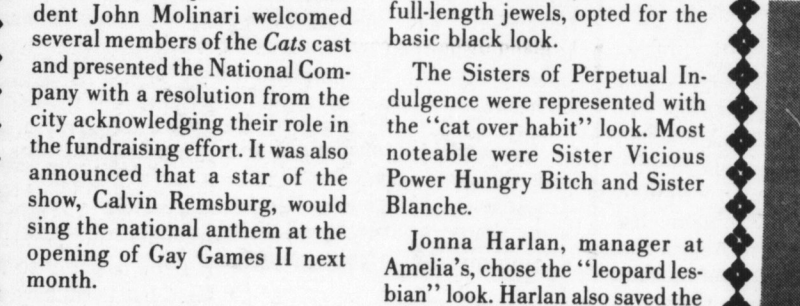 dent John Molinari welcomed
several members of the Cats cast
and presented the National Com-
pany with a resolution from the
city acknowledging their role in
the fundraising effort. It was also
announced that a star of the
show, Calvin Remsburg, would
sing the national anthem at the
opening of Gay Games II next
month.
full-length jewels, opted for the
basic black look.
The Sisters of Perpetual In-
dulgence were represented with
the "cat over habit" look. Most
noteable were Sister Vicious
Power Hungry Bitch and Sister
Blanche.
Jonna Harlan, manager at
Amelia's, chose the "leopard les-
bian" look. Harlan also saved the